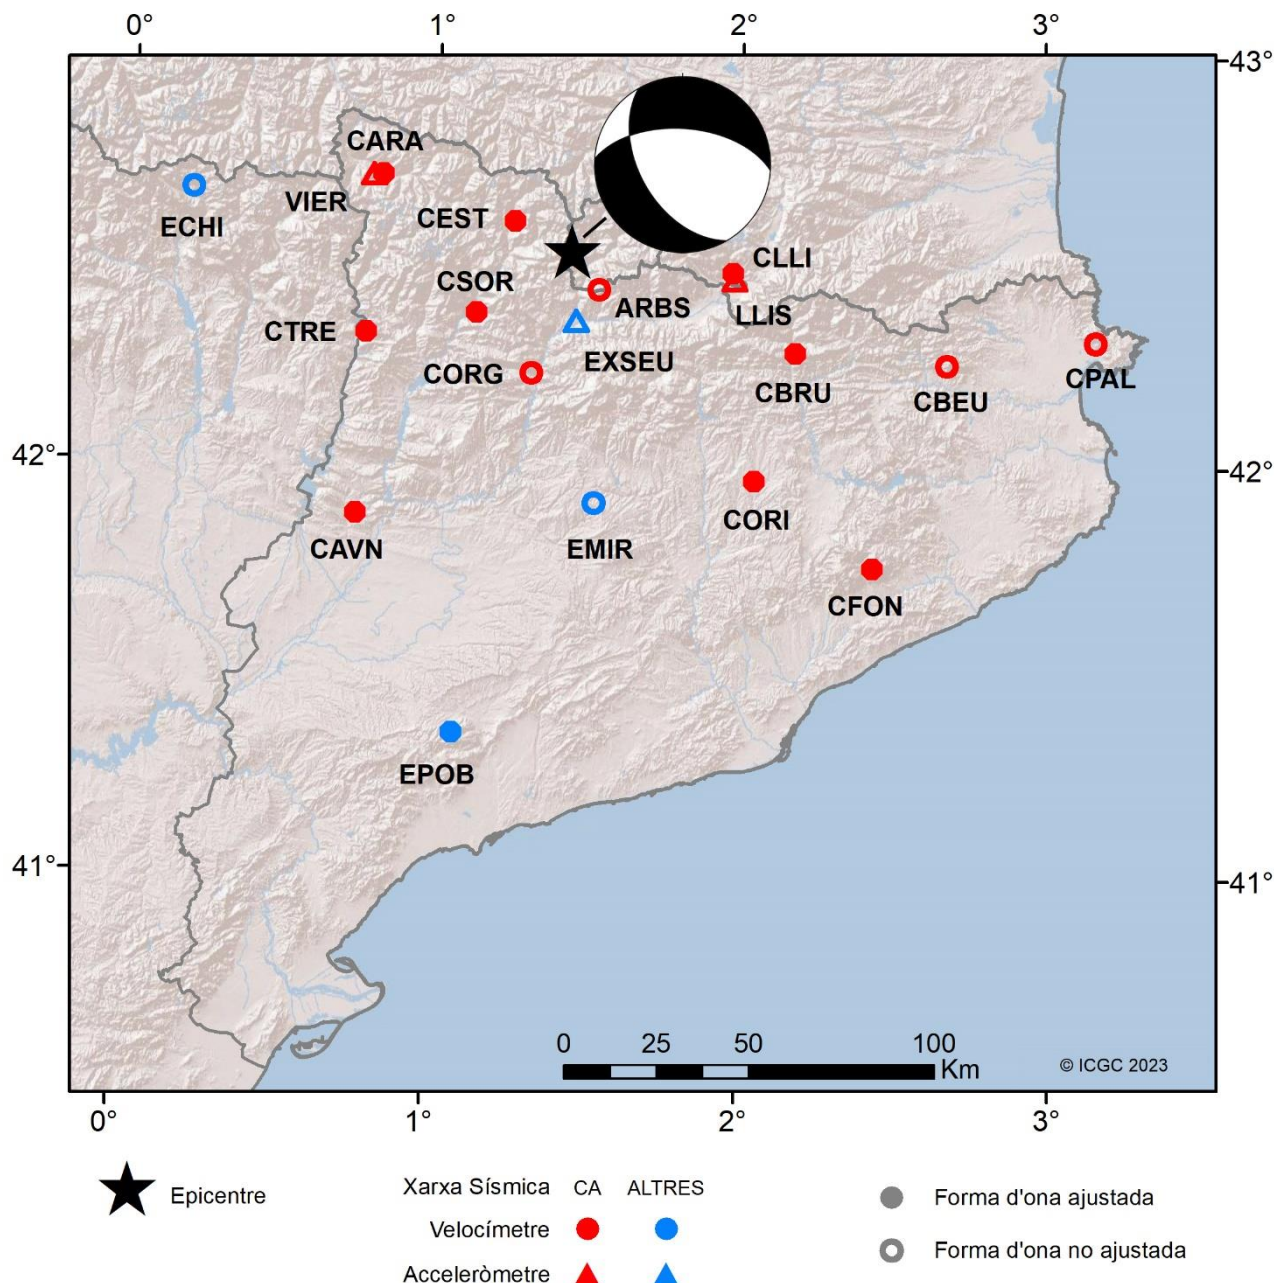 0° 1° 2° 3°
43°
CARA
VIER
ECHI
CEST
CLLI
CSOR
ARBS
LLIS
CTRE
EXSEU
CORG
CBRU
CBEU
CPAL
42° 42°
CORI
CAVN
EMIR
CFON
EPOB
41° 41°
0 25 50 100
Km
© ICGC 2023
0° 1° 2° 3°
Epicentre
Xarxa Sísmica CA ALTRES
Velocímetre
Acceleròmetre
Forma d'ona ajustada
Forma d'ona no ajustada